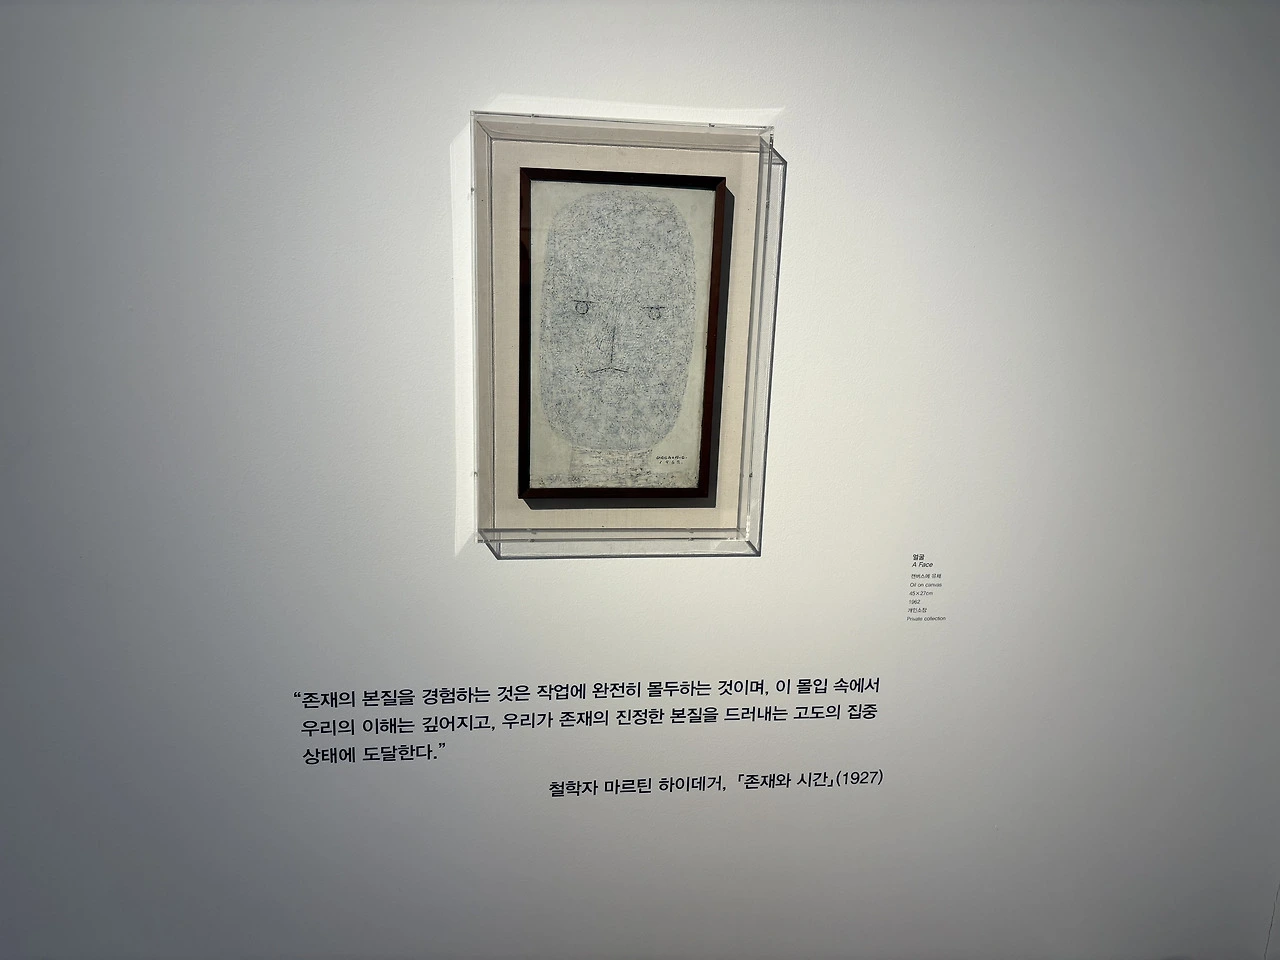 UCCHINCHANG.
1962.
얼굴
A Face
캔버스에 유채
Oil on canvas
45×27cm
1962
개인소장
Private collection
“존재의 본질을 경험하는 것은 작업에 완전히 몰두하는 것이며, 이 몰입 속에서
우리의 이해는 깊어지고, 우리가 존재의 진정한 본질을 드러내는 고도의 집중
상태에 도달한다.”
철학자 마르틴 하이데거, 「존재와 시간」(1927)